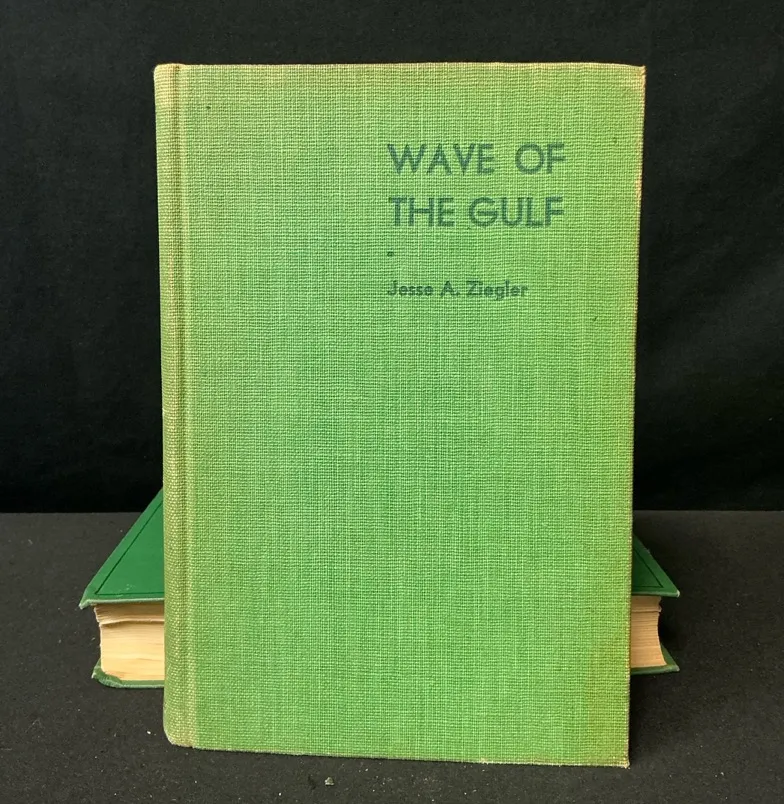 WAVE OF
THE GULF
Jesse A. Ziegler